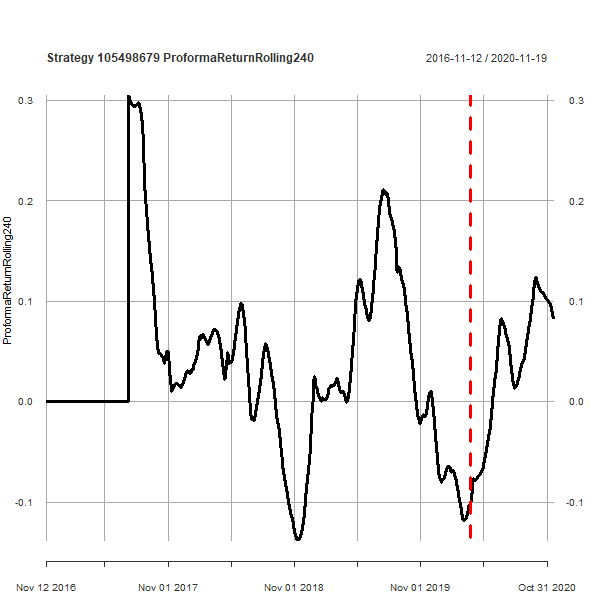 Strategy 105498679 ProformaReturnRolling240
2016-11-12 / 2020-11-19
0.3
0.3
0.2
0.2
0.1
0.1
0.0
0.0
-0.1
-0.1
ProformaReturnRolling240
Nov 12 2016
Nov 01 2017
Nov 01 2018
Nov 01 2019
Oct 31 2020